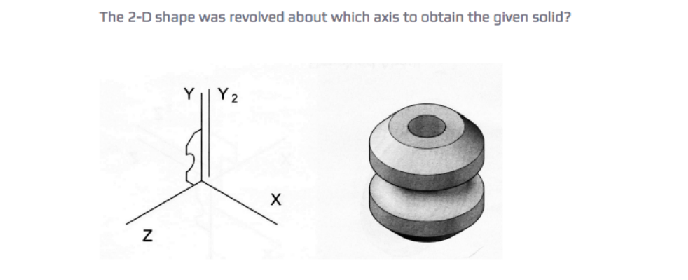 The 2-D shape was revolved about which axis to obtain the given solid?
Y Y2
X
Z